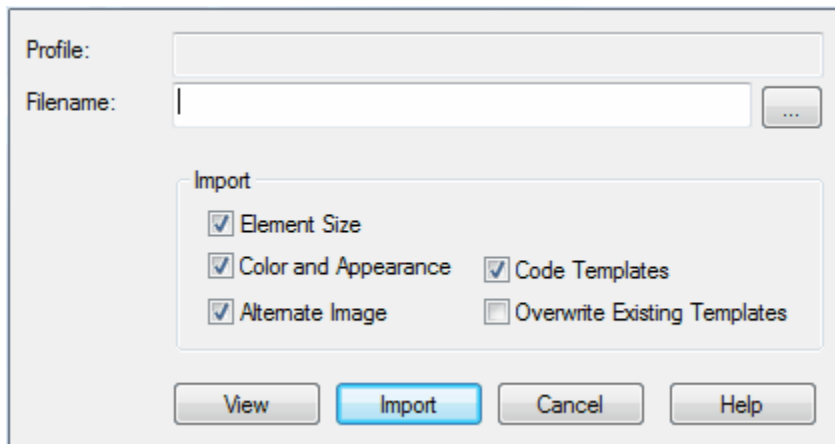 Profile:
Filename:
...
Import
Element Size
Color and Appearance
Code Templates
Alternate Image
Overwrite Existing Templates
View
Import
Cancel
Help